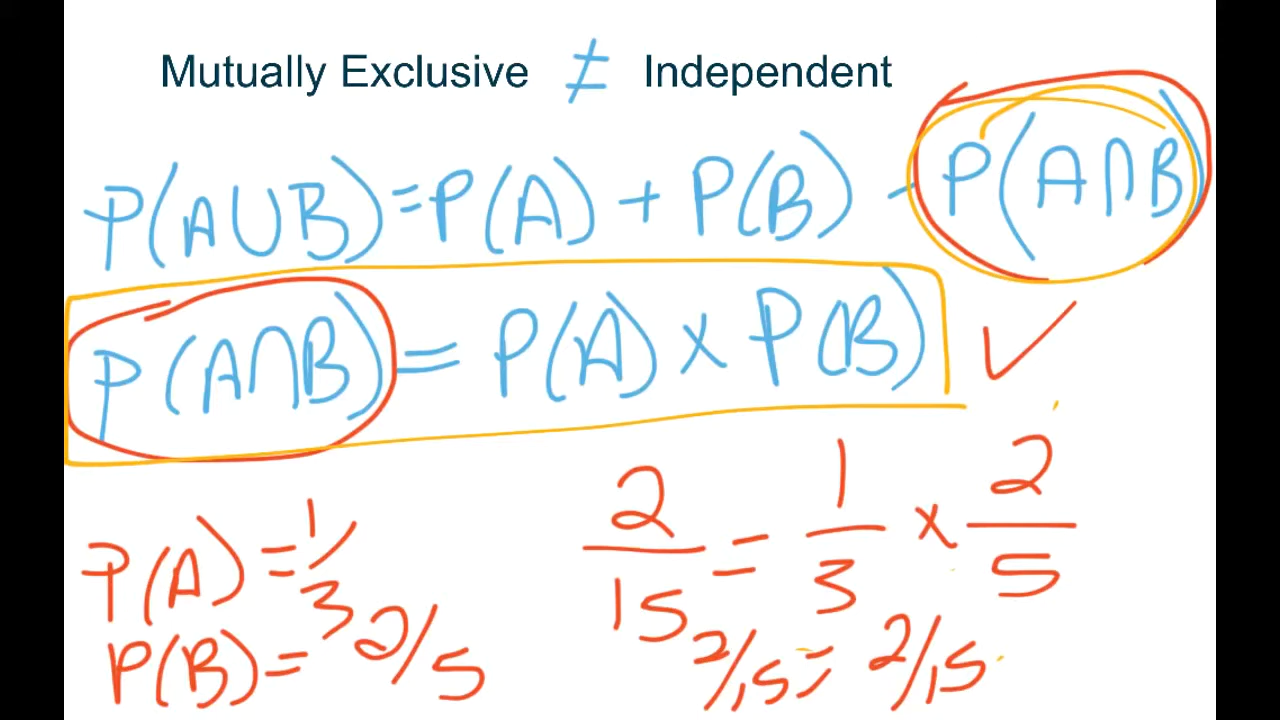 Mutually Exclusive ≠ Independent
P(A∪B) = P(A) + P(B) - P(A∩B)
P(A∩B) = P(A) x P(B) ✓
P(A) = 1/3
P(B) = 2/5
2/15 = 1/3 x 2/5
2/15 = 2/15